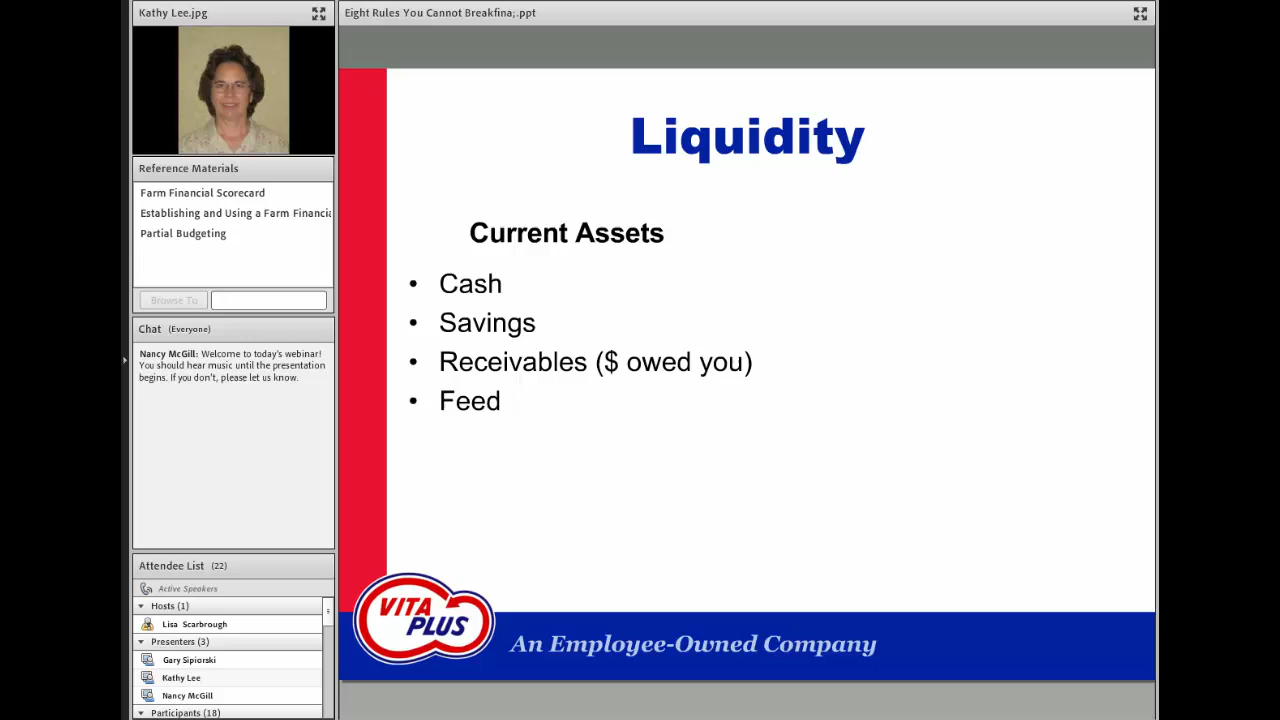 Kathy Lee.jpg
Reference Materials
Farm Financial Scorecard
Establishing and Using a Farm Financia
Partial Budgeting
Browse To
Chat (Everyone)
Nancy McGill: Welcome to today's webinar!
You should hear music until the presentation
begins. If you don't, please let us know.
Attendee List (22)
Active Speakers
Hosts (1)
Lisa Scarbrough
Presenters (3)
Gary Sipiorski
Kathy Lee
Nancy McGill
Participants (18)
Eight Rules You Cannot Breakfina;.ppt
Liquidity
Current Assets
• Cash
• Savings
• Receivables ($ owed you)
• Feed
VITA
PLUS
An Employee-Owned Company